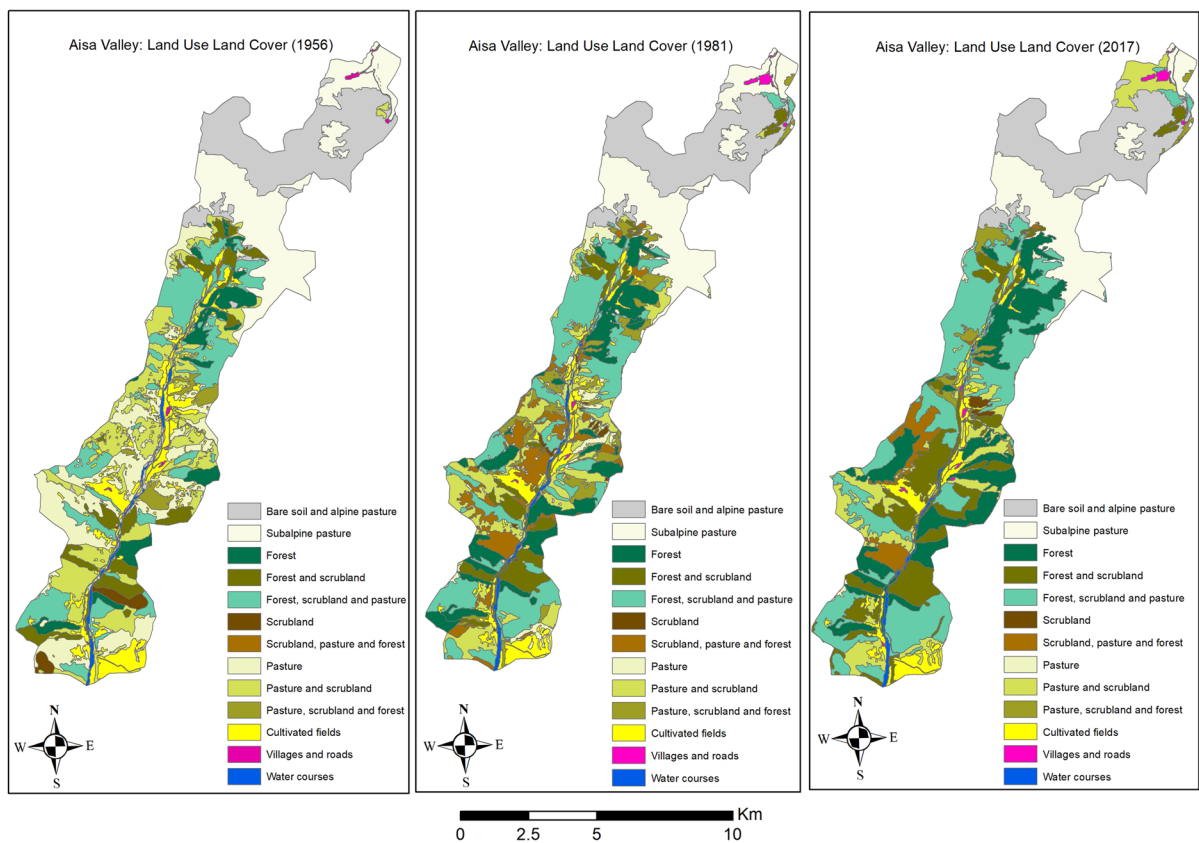 Aisa Valley: Land Use Land Cover (1956)
Bare soil and alpine pasture
Subalpine pasture
Forest
Forest and scrubland
Forest, scrubland and pasture
Scrubland
Scrubland, pasture and forest
Pasture
Pasture and scrubland
Pasture, scrubland and forest
Cultivated fields
Villages and roads
Water courses
N
W E
S
Aisa Valley: Land Use Land Cover (1981)
Bare soil and alpine pasture
Subalpine pasture
Forest
Forest and scrubland
Forest, scrubland and pasture
Scrubland
Scrubland, pasture and forest
Pasture
Pasture and scrubland
Pasture, scrubland and forest
Cultivated fields
Villages and roads
Water courses
N
W E
S
Aisa Valley: Land Use Land Cover (2017)
Bare soil and alpine pasture
Subalpine pasture
Forest
Forest and scrubland
Forest, scrubland and pasture
Scrubland
Scrubland, pasture and forest
Pasture
Pasture and scrubland
Pasture, scrubland and forest
Cultivated fields
Villages and roads
Water courses
N
W E
S
Km
0 2.5 5 10